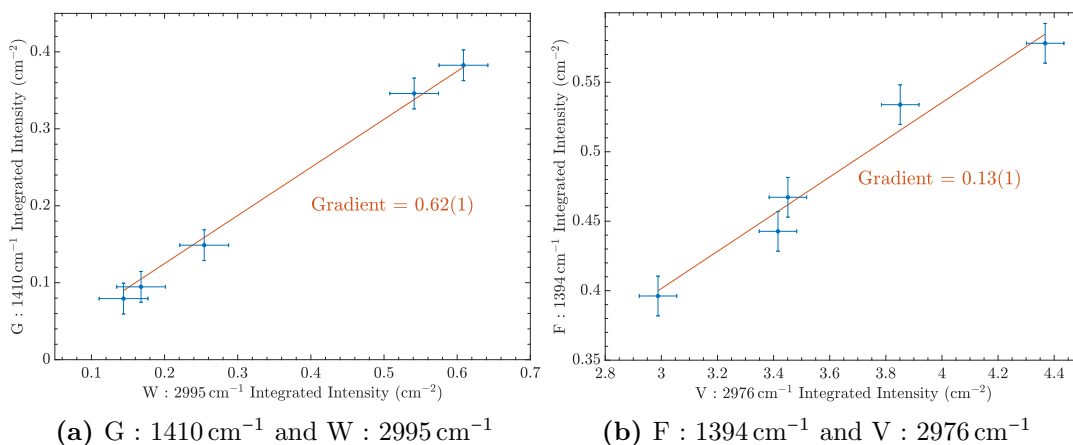 G : 1410 cm⁻¹ Integrated Intensity (cm⁻²)
0.4
0.3
0.2
0.1
0
Gradient = 0.62(1)
0.1 0.2 0.3 0.4 0.5 0.6 0.7
W : 2995 cm⁻¹ Integrated Intensity (cm⁻²)
(a) G : 1410 cm⁻¹ and W : 2995 cm⁻¹
F : 1394 cm⁻¹ Integrated Intensity (cm⁻²)
0.55
0.5
0.45
0.4
0.35
Gradient = 0.13(1)
2.8 3 3.2 3.4 3.6 3.8 4 4.2 4.4
V : 2976 cm⁻¹ Integrated Intensity (cm⁻²)
(b) F : 1394 cm⁻¹ and V : 2976 cm⁻¹